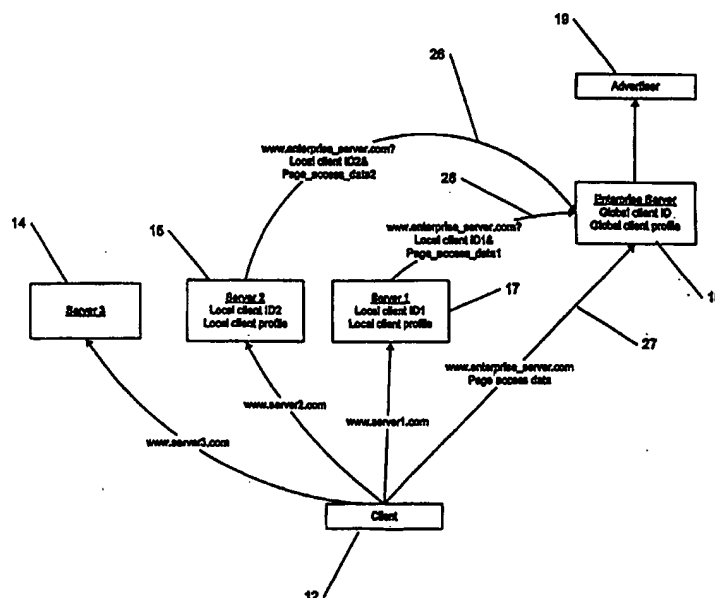 19
Advertiser
26
www.enterprise_server.com?
Local client ID2&
Page_access_data2
25
Enterprise Server
Global client ID
Global client profile
www.enterprise_server.com?
Local client ID1&
Page_access_data1
14
15
Server 3
Server 2
Local client ID2
Local client profile
Server 1
Local client ID1
Local client profile
17
27
www.enterprise_server.com
Page access data
www.server3.com
www.server2.com
www.server1.com
Client
12